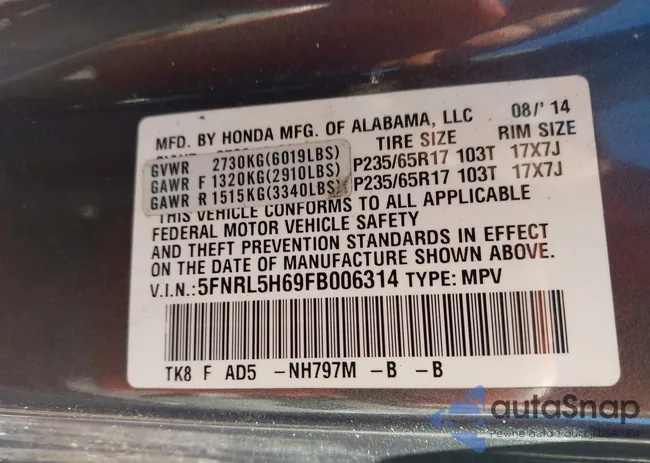 MFD. BY HONDA MFG. OF ALABAMA, LLC 08/'14
TIRE SIZE RIM SIZE
GVWR 2730KG(6019LBS)
GAWR F 1320KG(2910LBS) P235/65R17 103T 17X7J
GAWR R 1515KG(3340LBS) P235/65R17 103T 17X7J
THIS VEHICLE CONFORMS TO ALL APPLICABLE
FEDERAL MOTOR VEHICLE SAFETY
AND THEFT PREVENTION STANDARDS IN EFFECT
ON THE DATE OF MANUFACTURE SHOWN ABOVE.
V.I.N.:5FNRL5H69FB006314 TYPE:MPV
TK8 F AD5 -NH797M -B -B
autaSnap